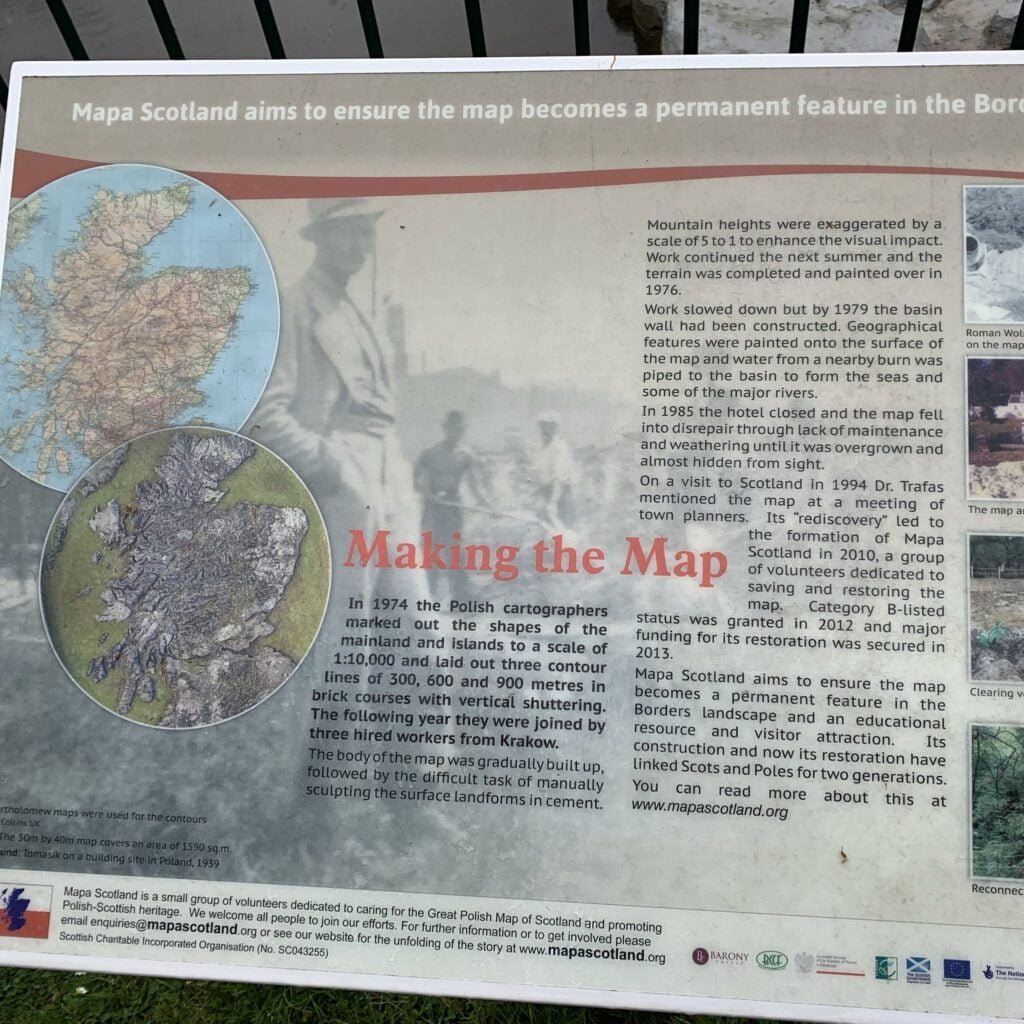 Mapa Scotland aims to ensure the map becomes a permanent feature in the
Making the Map
In 1974 the Polish cartographers
marked out the shapes of the
mainland and islands to a scale of
1:10,000 and laid out three contour
lines of 300, 600 and 900 metres in
brick courses with vertical shuttering.
The following year they were joined by
three hired workers from Krakow.
The body of the map was gradually built up,
followed by the difficult task of manually
sculpting the surface landforms in cement.
Mountain heights were exaggerated by a
scale of 5 to 1 to enhance the visual impact.
Work continued the next summer and the
terrain was completed and painted over in
1976.
Work slowed down but by 1979 the basin
wall had been constructed. Geographical
features were painted onto the surface of
the map and water from a nearby burn was
piped to the basin to form the seas and
some of the major rivers.
In 1985 the hotel closed and the map fell
into disrepair through lack of maintenance
and weathering until it was overgrown and
almost hidden from sight.
On a visit to Scotland in 1994 Dr. Trafas
mentioned the map at a meeting of
town planners. Its "rediscovery" led to
the formation of Mapa
Scotland in 2010, a group
of volunteers dedicated to
saving and restoring the
map. Category B-listed
status was granted in 2012 and major
funding for its restoration was secured in
2013.
Mapa Scotland aims to ensure the map
becomes a permanent feature in the
Borders landscape and an educational
resource and visitor attraction. Its
construction and now its restoration have
linked Scots and Poles for two generations.
You can read more about this at
www.mapascotland.org
Roman
on the map
The map
Clearing
maps were used for the contours
Collins UK
The 50m by 40m map covers an area of 1590 sq.m.
Tomasik on a building site in Poland, 1939
Mapa Scotland is a small group of volunteers dedicated to caring for the Great Polish Map of Scotland and promoting
Polish-Scottish heritage. We welcome all people to join our efforts. For further information or to get involved please
email enquiries@mapascotland.org or see our website for the unfolding of the story at www.mapascotland.org
Scottish Charitable Incorporated Organisation (No. SC043255)
BARONY
CASTLE